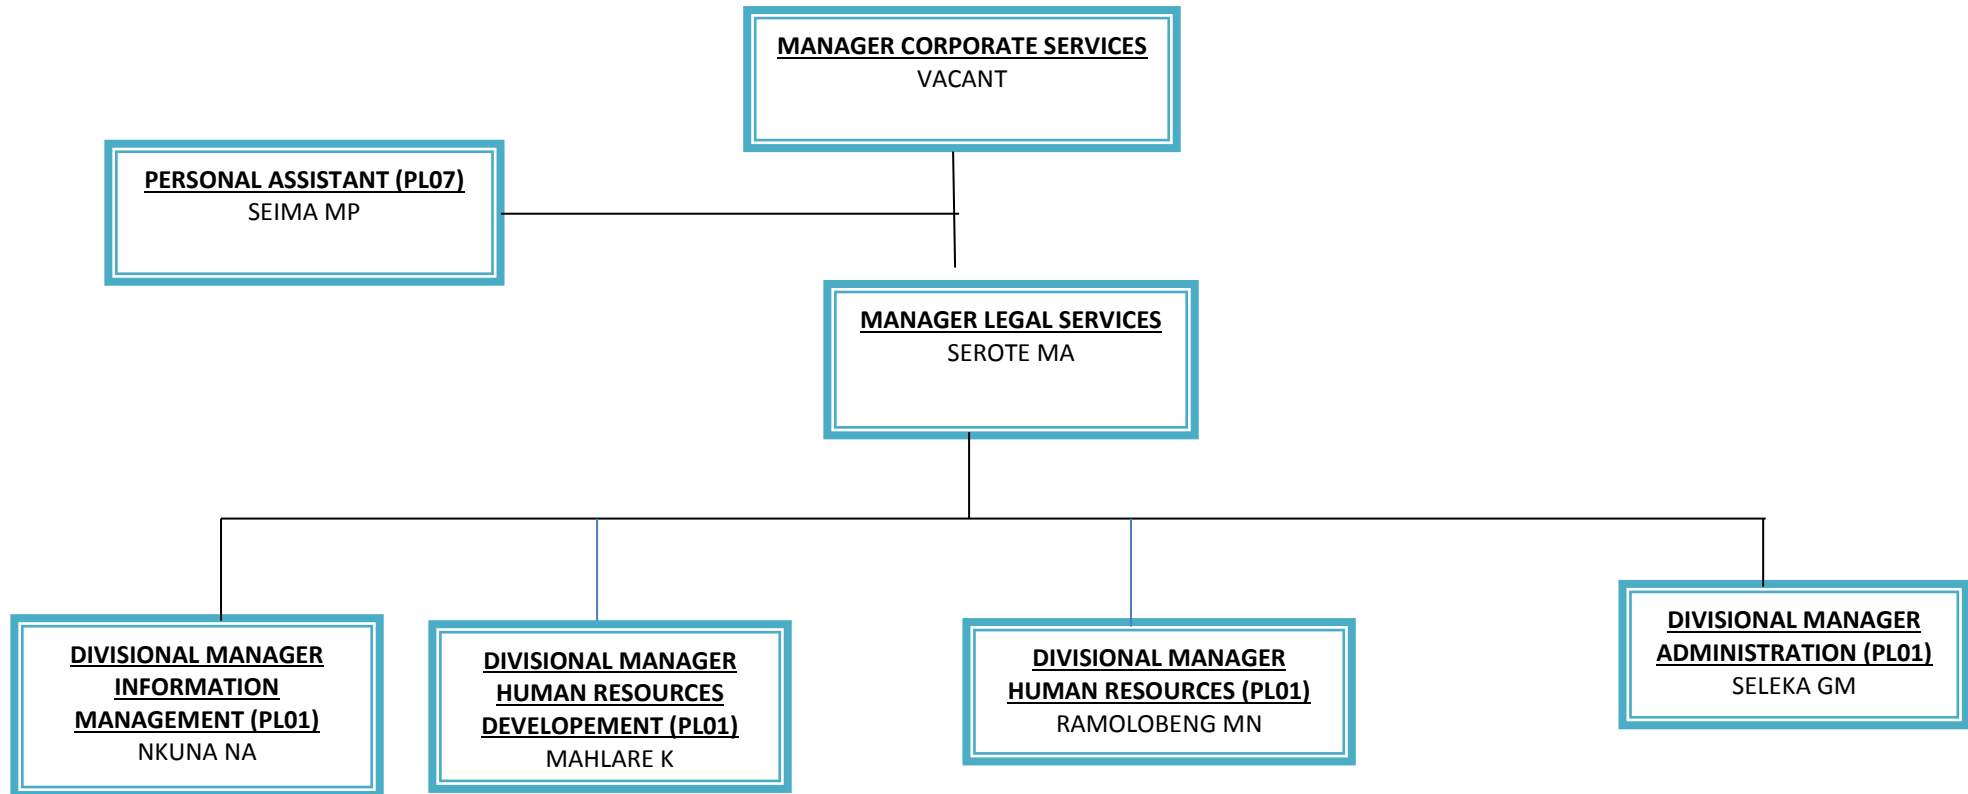 MANAGER CORPORATE SERVICES
VACANT
PERSONAL ASSISTANT (PL07)
SEIMA MP
MANAGER LEGAL SERVICES
SEROTE MA
DIVISIONAL MANAGER
INFORMATION
MANAGEMENT (PL01)
NKUNA NA
DIVISIONAL MANAGER
HUMAN RESOURCES
DEVELOPEMENT (PL01)
MAHLARE K
DIVISIONAL MANAGER
HUMAN RESOURCES (PL01)
RAMOLOBENG MN
DIVISIONAL MANAGER
ADMINISTRATION (PL01)
SELEKA GM